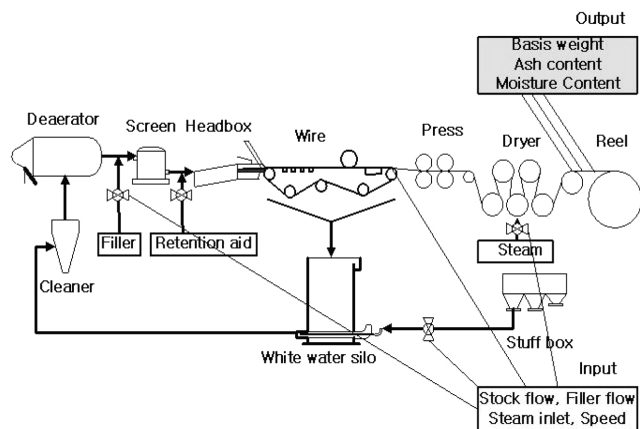 Output
Basis weight
Ash content
Moisture Content
Deaerator
Screen Headbox
Wire
Press
Dryer
Reel
Filler
Retention aid
Steam
Cleaner
Stuff box
White water silo
Input
Stock flow, Filler flow
Steam inlet, Speed